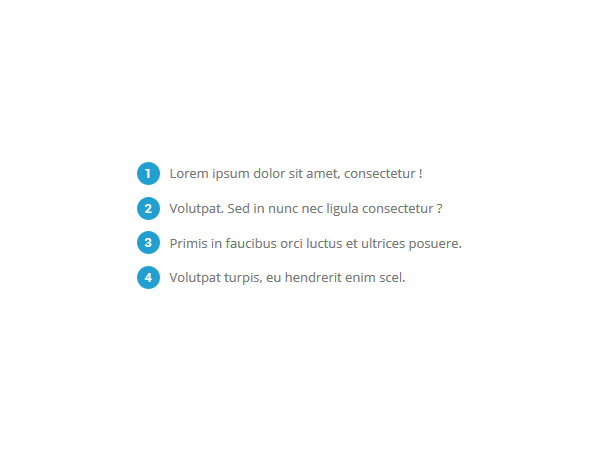 1 Lorem ipsum dolor sit amet, consectetur !
2 Volutpat. Sed in nunc nec ligula consectetur ?
3 Primis in faucibus orci luctus et ultrices posuere.
4 Volutpat turpis, eu hendrerit enim scel.